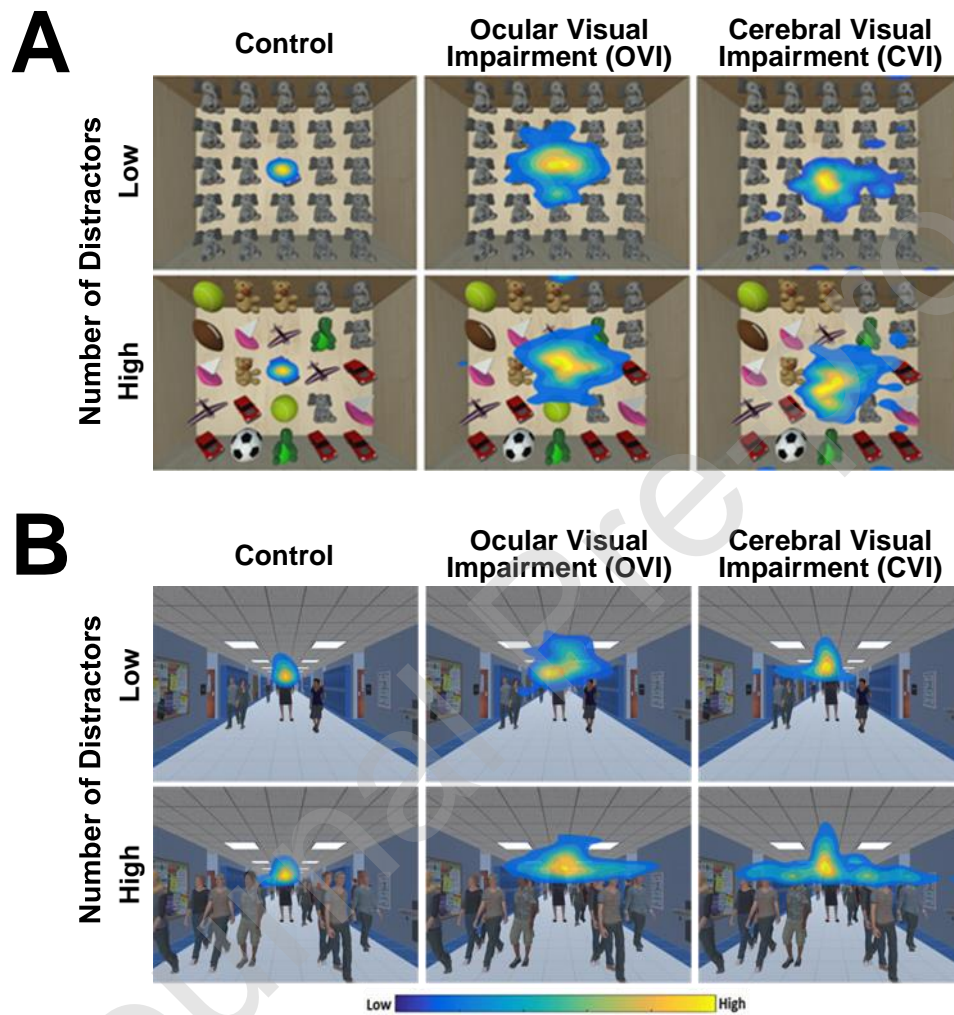 A
Control
Ocular Visual
Impairment (OVI)
Cerebral Visual
Impairment (CVI)
Number of Distractors
Low
High
B
Control
Ocular Visual
Impairment (OVI)
Cerebral Visual
Impairment (CVI)
Number of Distractors
Low
High
Low
High